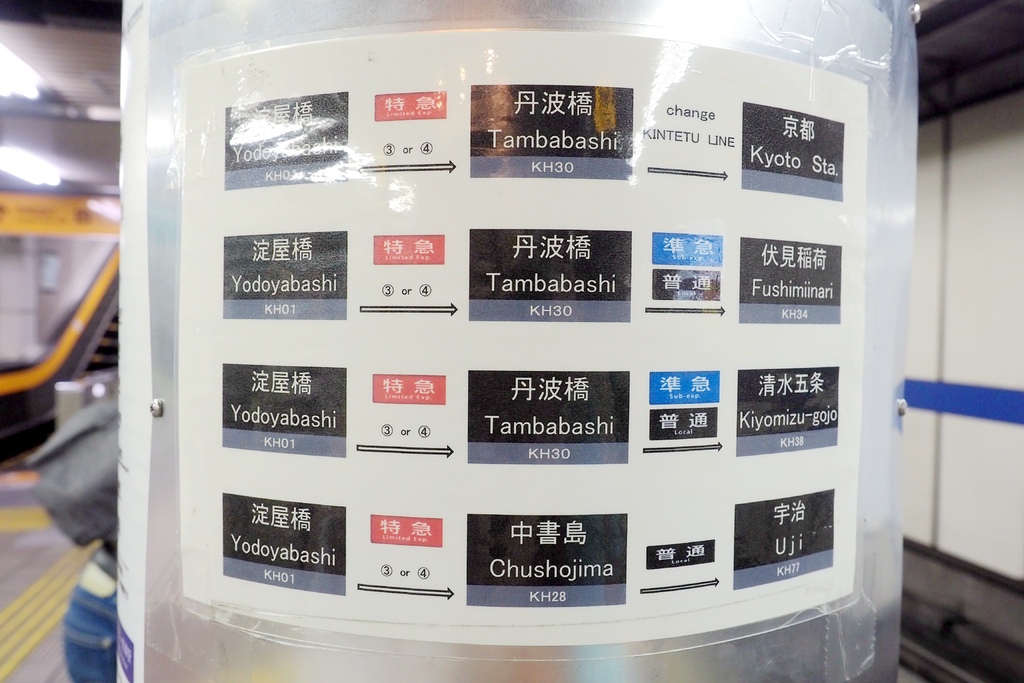 淀屋橋
Yodoyabashi
KH01
特急
Limited Exp.
③ or ④
丹波橋
Tambabashi
KH30
change
KINTETU LINE
京都
Kyoto Sta.
淀屋橋
Yodoyabashi
KH01
特急
Limited Exp.
③ or ④
丹波橋
Tambabashi
KH30
準急
Sub-exp.
普通
Local
伏見稲荷
Fushimiinari
KH34
淀屋橋
Yodoyabashi
KH01
特急
Limited Exp.
③ or ④
丹波橋
Tambabashi
KH30
準急
Sub-exp.
普通
Local
清水五条
Kiyomizu-gojo
KH38
淀屋橋
Yodoyabashi
KH01
特急
Limited Exp.
③ or ④
中書島
Chushojima
KH28
普通
Local
宇治
Uji
KH77